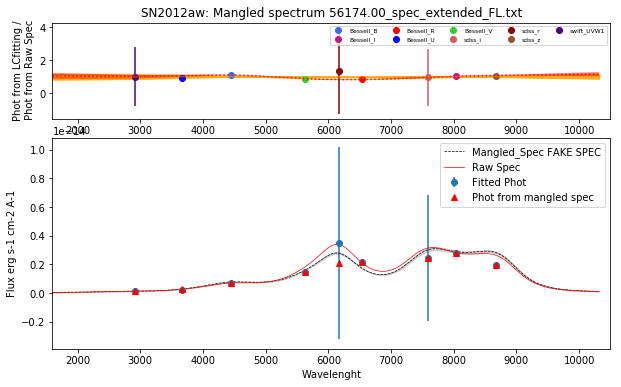 SN2012aw: Mangled spectrum 56174.00_spec_extended_FL.txt
Phot from LCfitting /
Phot from Raw Spec
4
2
0
Bessell_B
Bessell_I
Bessell_R
Bessell_U
Bessell_V
sdss_i
sdss_r
sdss_z
swift_UVW1
2000 3000 4000 5000 6000 7000 8000 9000 10000
1e−14
Flux erg s-1 cm-2 A-1
1.0
0.8
0.6
0.4
0.2
0.0
−0.2
Mangled_Spec FAKE SPEC
Raw Spec
Fitted Phot
Phot from mangled spec
2000 3000 4000 5000 6000 7000 8000 9000 10000
Wavelenght